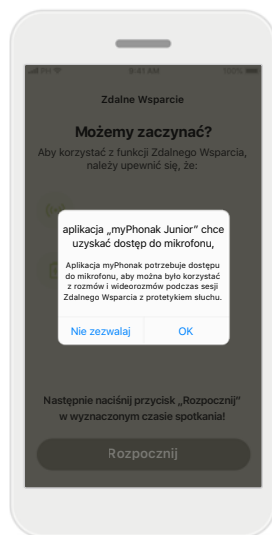 9:41 AM
100%
Zdalne Wsparcie
Możemy zaczynać?
Aby korzystać z funkcji Zdalnego Wsparcia,
należy upewnić się, że:
aplikacja „myPhonak Junior” chce
uzyskać dostęp do mikrofonu,
Aplikacja myPhonak potrzebuje dostępu
do mikrofonu, aby można było korzystać
z rozmów i wideorozmów podczas sesji
Zdalnego Wsparcia z protetykiem słuchu.
Nie zezwalaj
OK
Następnie naciśnij przycisk „Rozpocznij”
w wyznaczonym czasie spotkania!
Rozpocznij